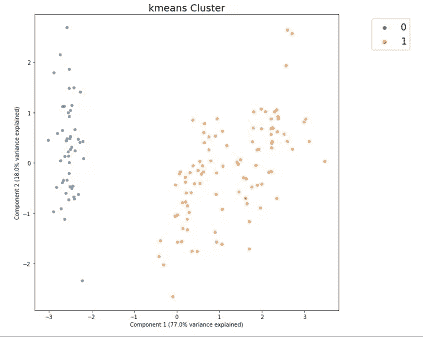 kmeans Cluster
0
1
2
1
0
−1
−2
Component 2 (18.0% variance explained)
−3 −2 −1 0 1 2 3
Component 1 (77.0% variance explained)